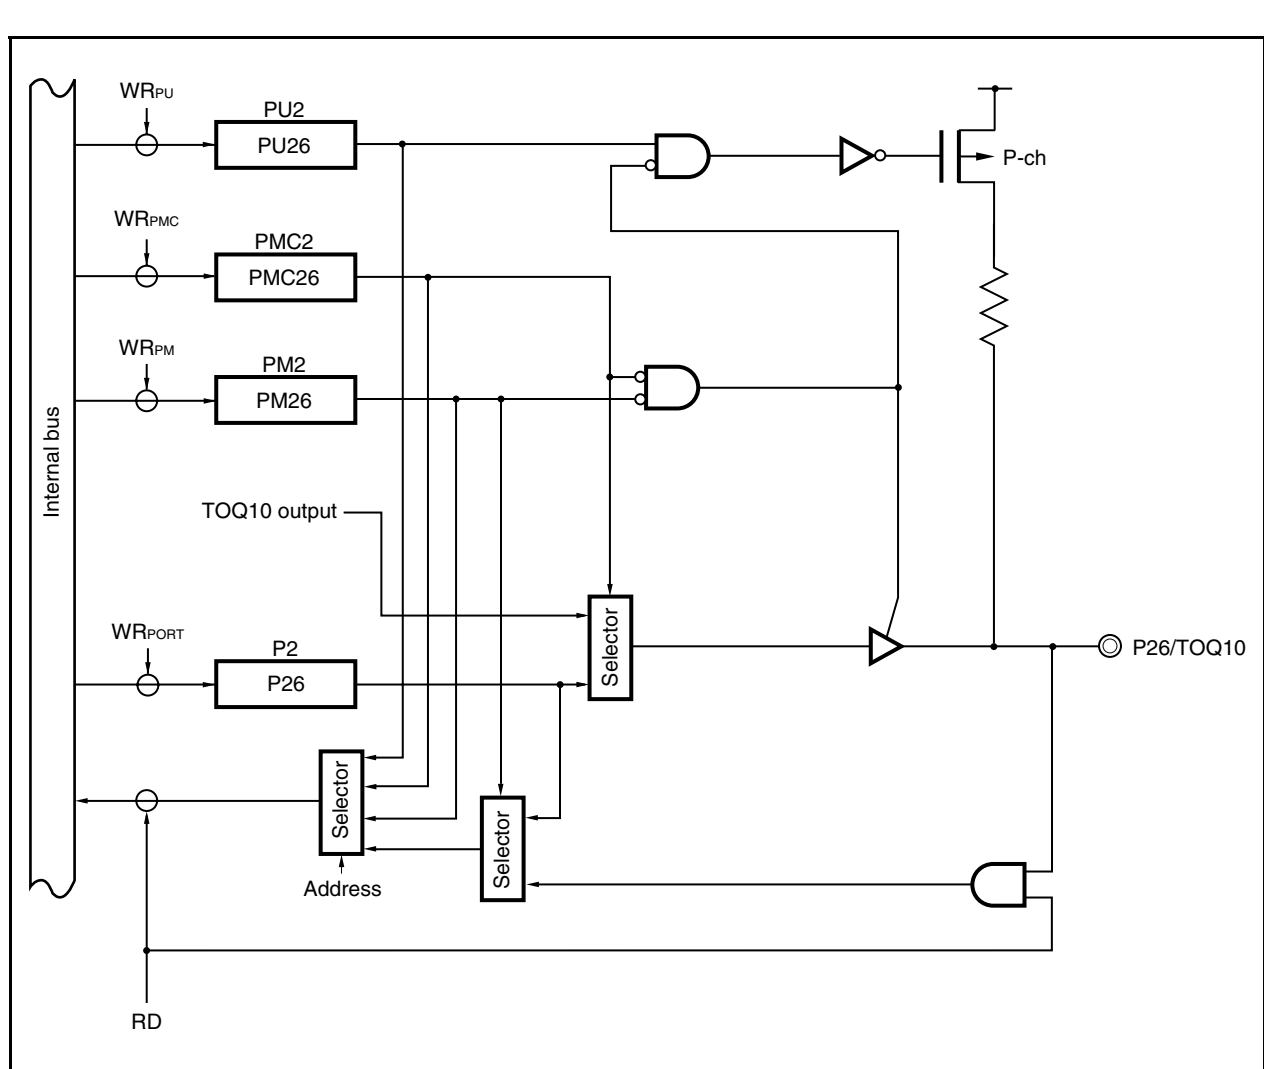 WRPU
PU2
PU26
P-ch
WRPMC
PMC2
PMC26
WRPM
PM2
PM26
Internal bus
TOQ10 output
WRPORT
P2
P26
Selector
P26/TOQ10
Selector
Selector
Address
RD